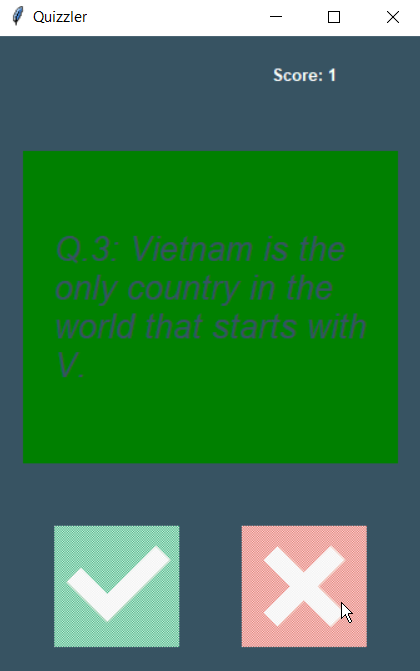 Quizzler
Score: 1
Q.3: Vietnam is the
only country in the
world that starts with
V.